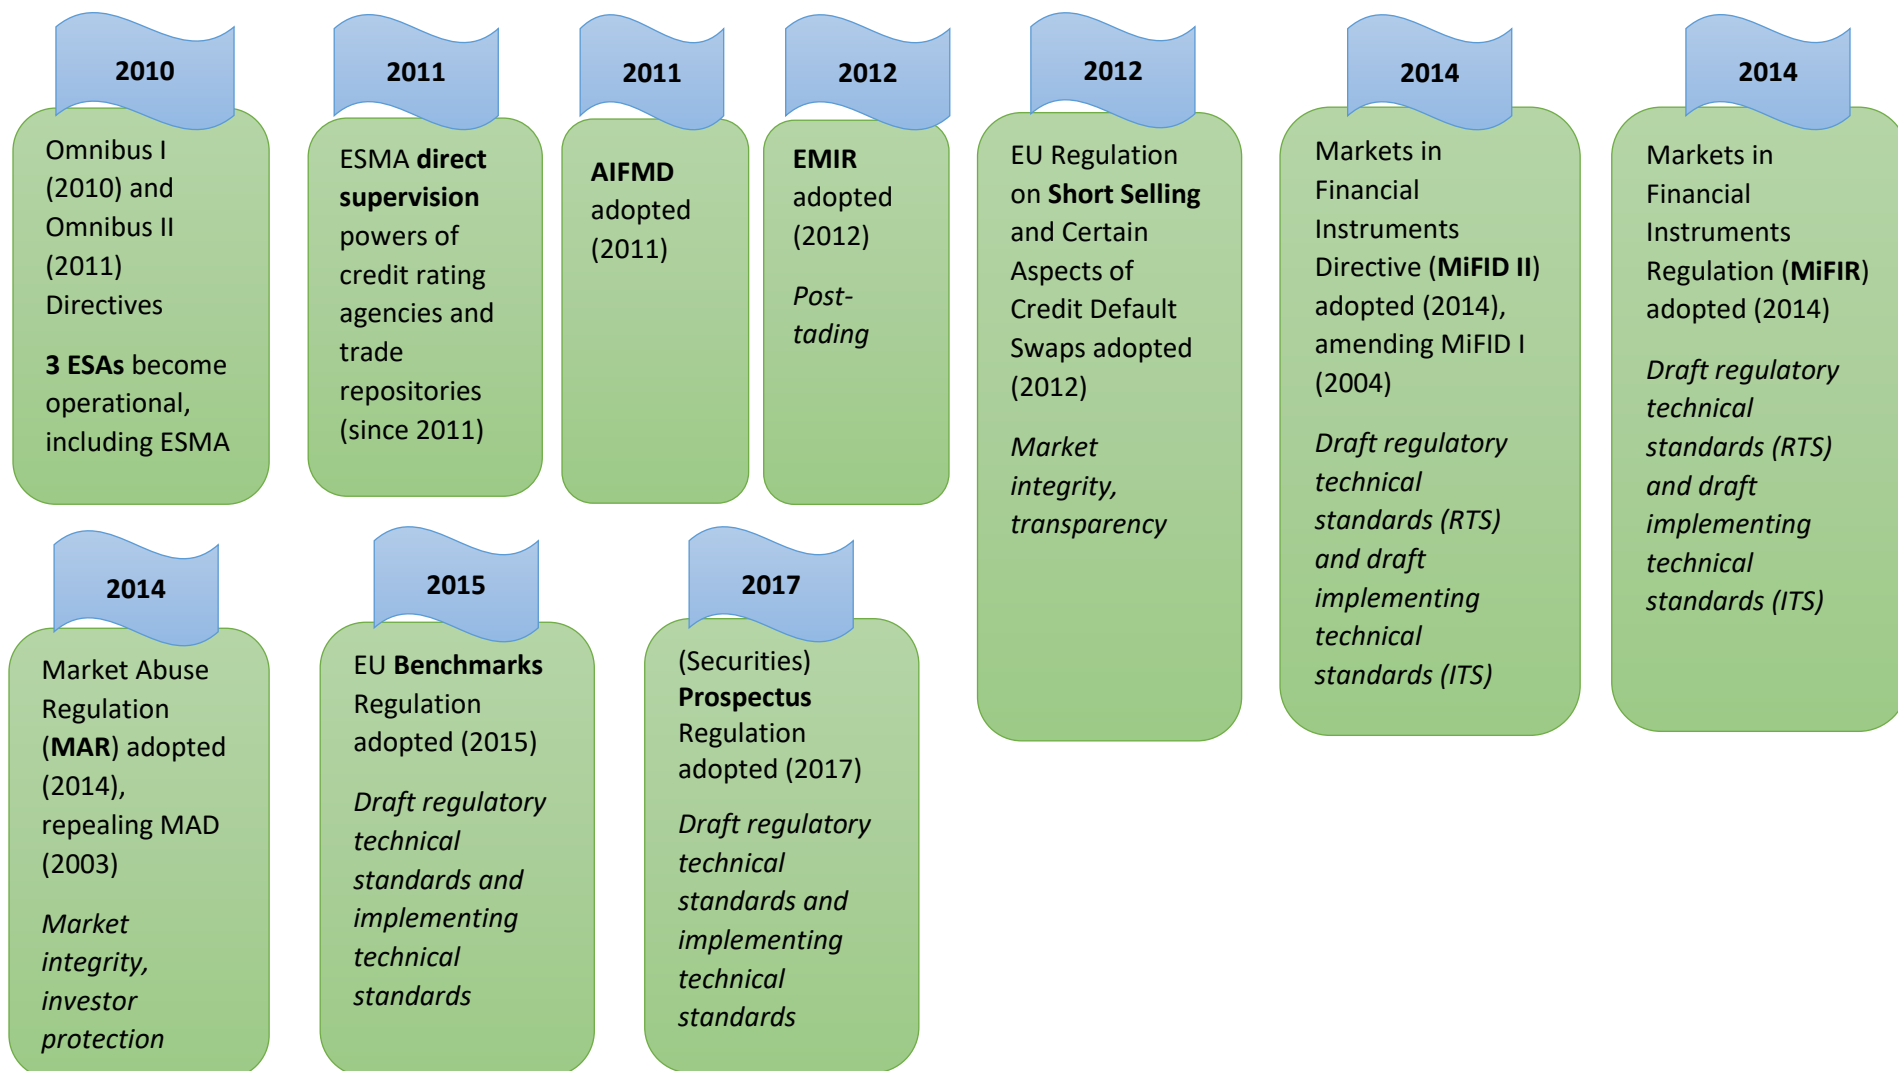 2010
Omnibus I
(2010) and
Omnibus II
(2011)
Directives
3 ESAs become
operational,
including ESMA
2011
ESMA direct
supervision
powers of
credit rating
agencies and
trade
repositories
(since 2011)
2011
AIFMD
adopted
(2011)
2012
EMIR
adopted
(2012)
Post-
tading
2012
EU Regulation
on Short Selling
and Certain
Aspects of
Credit Default
Swaps adopted
(2012)
Market
integrity,
transparency
2014
Markets in
Financial
Instruments
Directive (MiFID II)
adopted (2014),
amending MiFID I
(2004)
Draft regulatory
technical
standards (RTS)
and draft
implementing
technical
standards (ITS)
2014
Markets in
Financial
Instruments
Regulation (MiFIR)
adopted (2014)
Draft regulatory
technical
standards (RTS)
and draft
implementing
technical
standards (ITS)
2014
Market Abuse
Regulation
(MAR) adopted
(2014),
repealing MAD
(2003)
Market
integrity,
investor
protection
2015
EU Benchmarks
Regulation
adopted (2015)
Draft regulatory
technical
standards and
implementing
technical
standards
2017
(Securities)
Prospectus
Regulation
adopted (2017)
Draft regulatory
technical
standards and
implementing
technical
standards